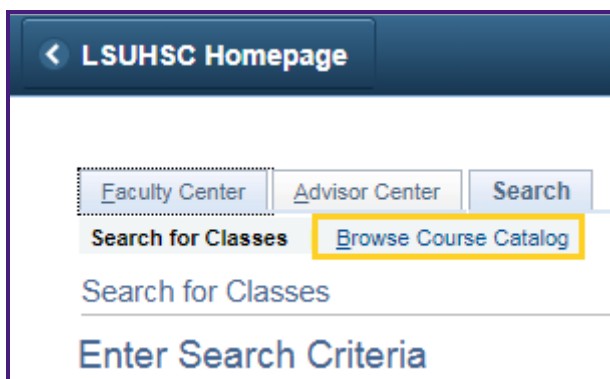 LSUHSC Homepage
Faculty Center Advisor Center Search
Search for Classes Browse Course Catalog
Search for Classes
Enter Search Criteria